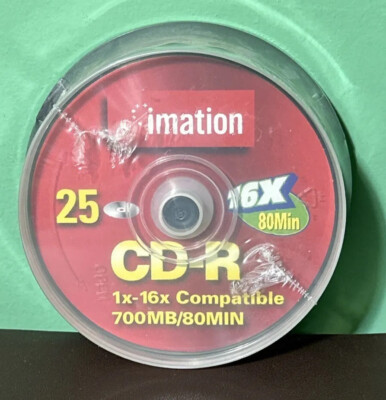 imation
25
16X
80Min
CD-R
1x-16x Compatible
700MB/80MIN